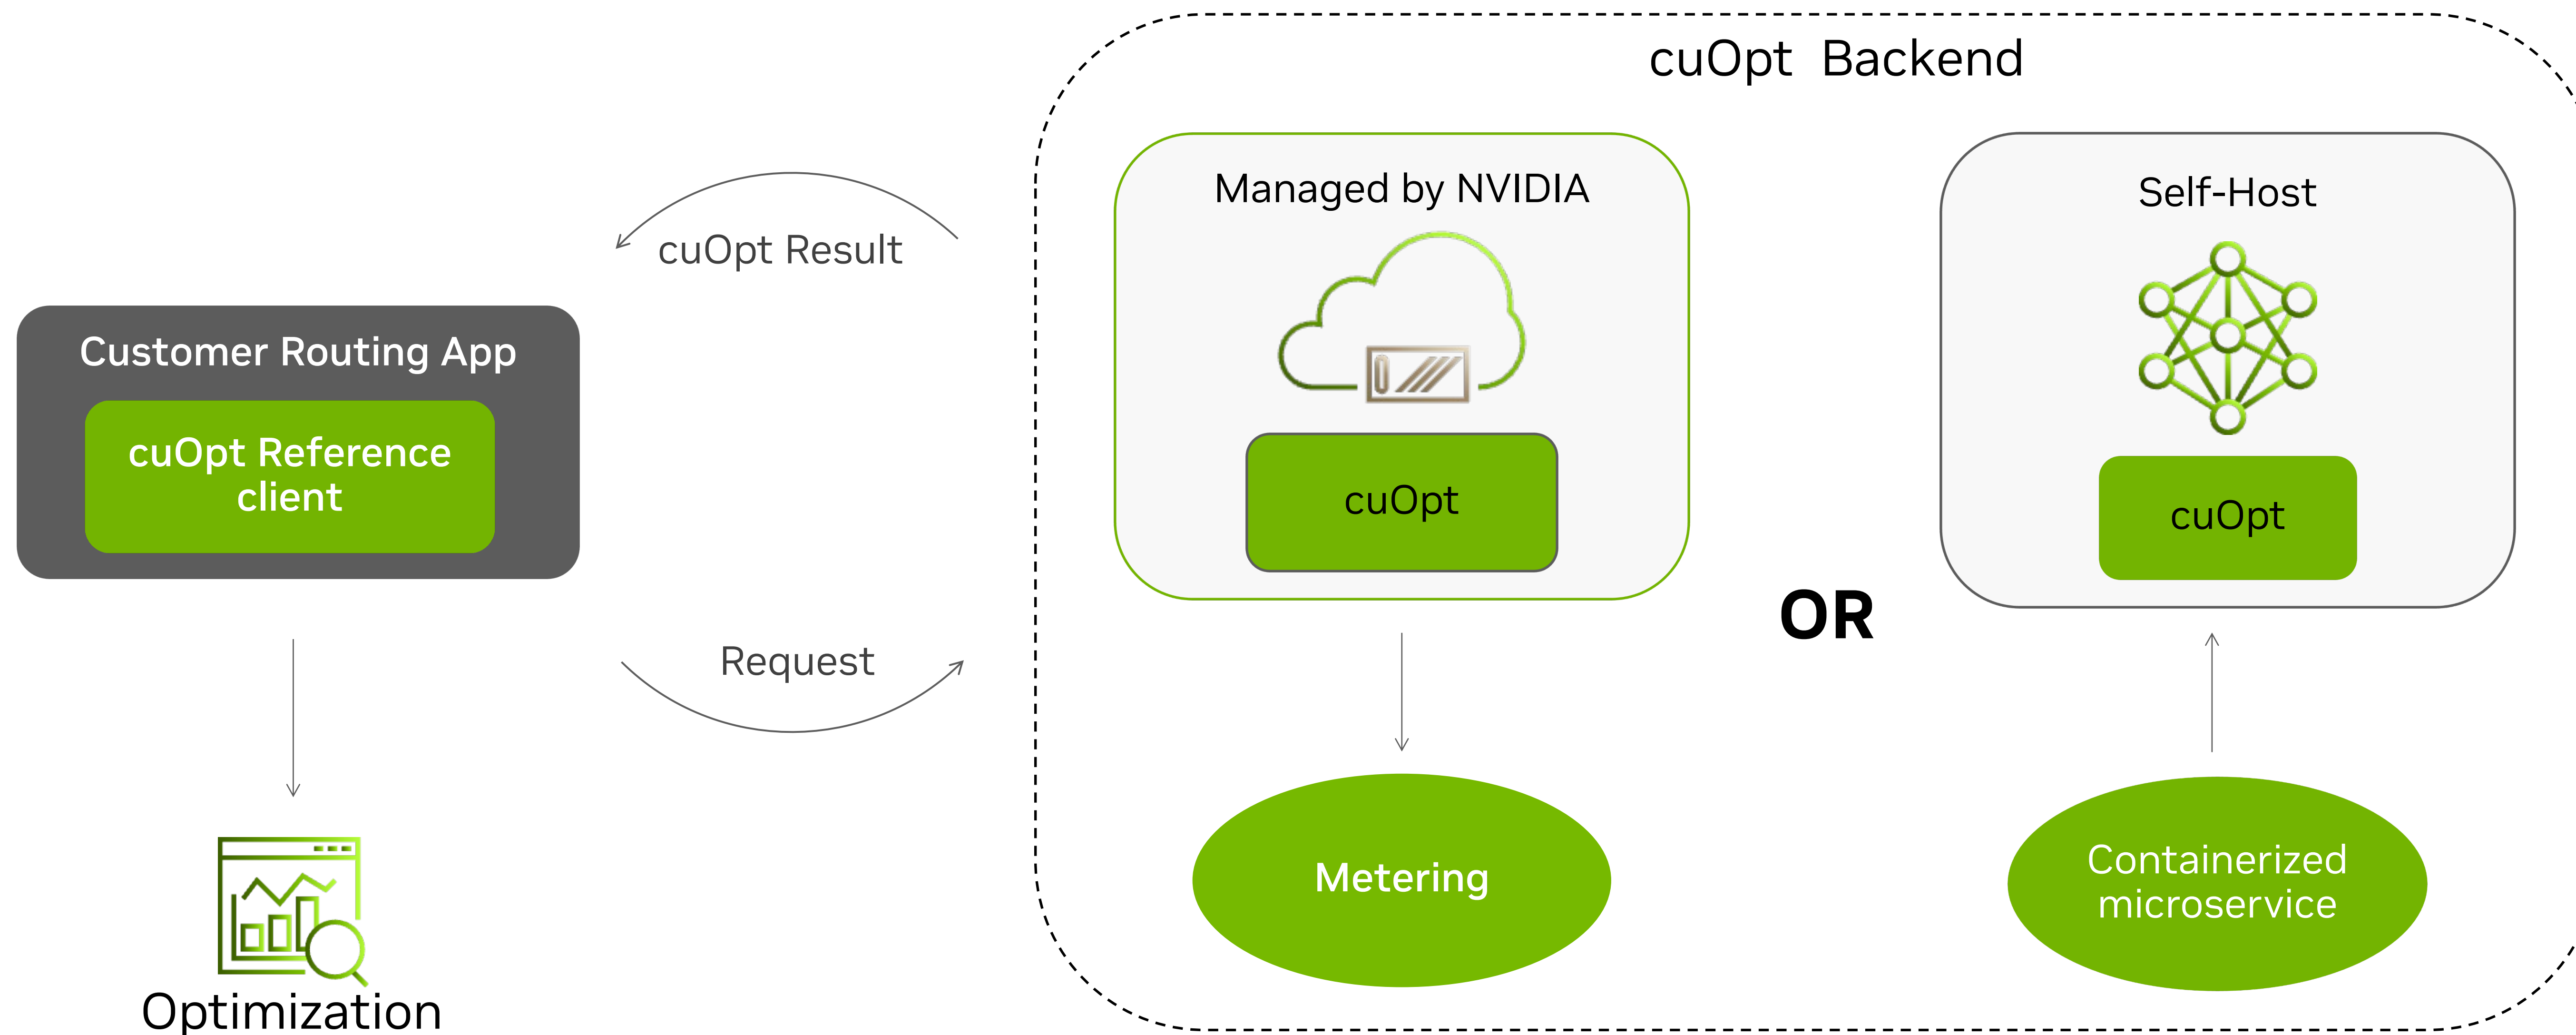 cuOpt Backend
Managed by NVIDIA
Self-Host
cuOpt Result
Customer Routing App
cuOpt Reference
client
cuOpt
cuOpt
OR
Request
Metering
Containerized
microservice
Optimization